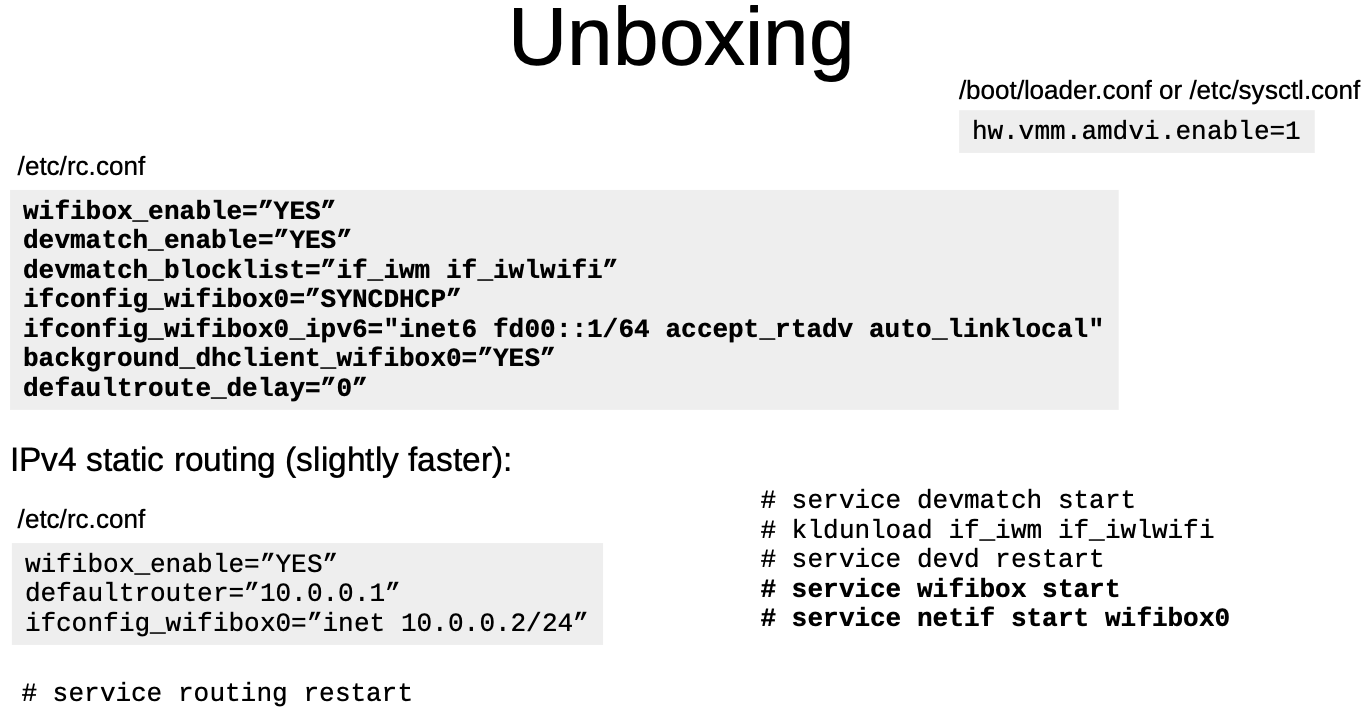 Unboxing
/boot/loader.conf or /etc/sysctl.conf
hw.vmm.amdvi.enable=1
/etc/rc.conf
wifibox_enable=”YES”
devmatch_enable=”YES”
devmatch_blocklist=”if_iwm if_iwlwifi”
ifconfig_wifibox0=”SYNCDHCP”
ifconfig_wifibox0_ipv6="inet6 fd00::1/64 accept_rtadv auto_linklocal"
background_dhclient_wifibox0=”YES”
defaultroute_delay=”0”
IPv4 static routing (slightly faster):
/etc/rc.conf
wifibox_enable=”YES”
defaultrouter=”10.0.0.1”
ifconfig_wifibox0=”inet 10.0.0.2/24”
# service routing restart
# service devmatch start
# kldunload if_iwm if_iwlwifi
# service devd restart
# service wifibox start
# service netif start wifibox0